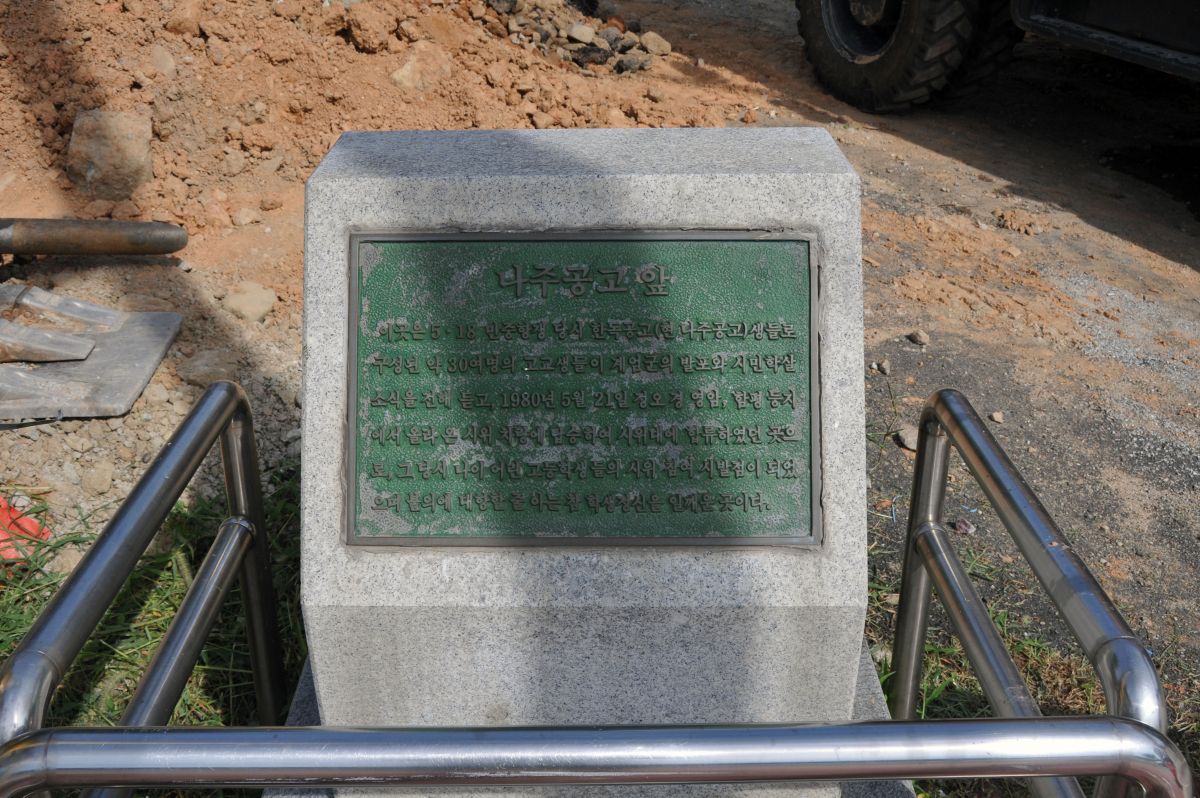 나주공고 앞
이곳은 5·18 민중항쟁 당시 한독공고(현 나주공고)생들로
구성된 약 30여명의 고교생들이 계엄군의 발포와 시민학살
소식을 전해 듣고, 1980년 5월 21일 정오 경 영암, 함평 등지
에서 올라 온 시위 차량에 탑승하여 시위대에 합류하였던 곳으
로, 그 당시 나이 어린 고등학생들의 시위 참여 시발점이 되었
으며 불의에 대항한 참 학생정신을 일깨운 곳이다.